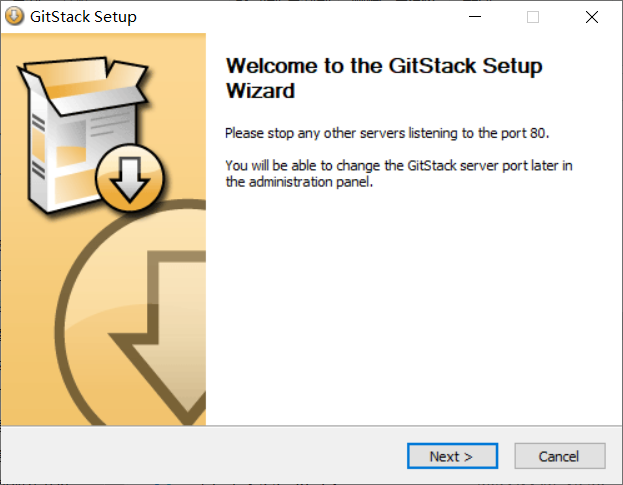 GitStack Setup
Welcome to the GitStack Setup
Wizard
Please stop any other servers listening to the port 80.
You will be able to change the GitStack server port later in
the administration panel.
Next >
Cancel